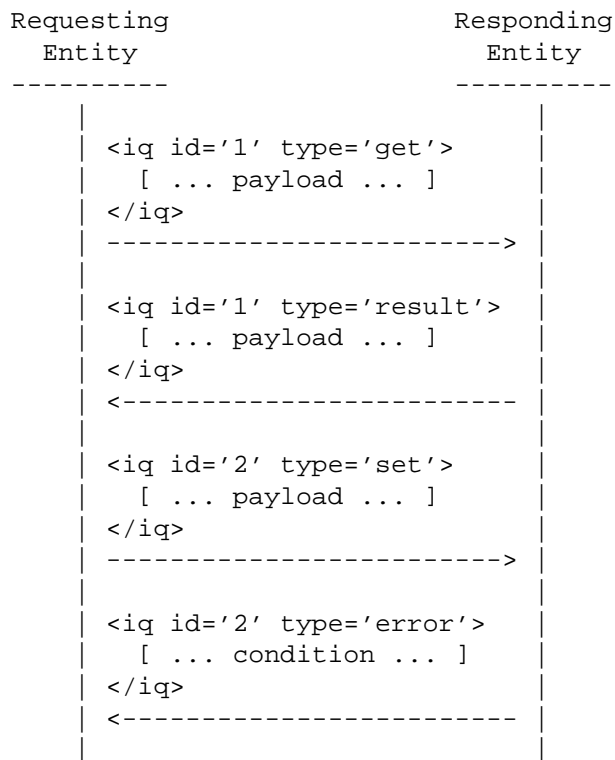 Requesting                  Responding
  Entity                      Entity
----------                  ----------
    |                            |
    | <iq id='1' type='get'>     |
    |   [ ... payload ... ]      |
    | </iq>                      |
    | -------------------------> |
    |                            |
    | <iq id='1' type='result'>  |
    |   [ ... payload ... ]      |
    | </iq>                      |
    | <------------------------- |
    |                            |
    | <iq id='2' type='set'>     |
    |   [ ... payload ... ]      |
    | </iq>                      |
    | -------------------------> |
    |                            |
    | <iq id='2' type='error'>   |
    |   [ ... condition ... ]    |
    | </iq>                      |
    | <------------------------- |
    |                            |